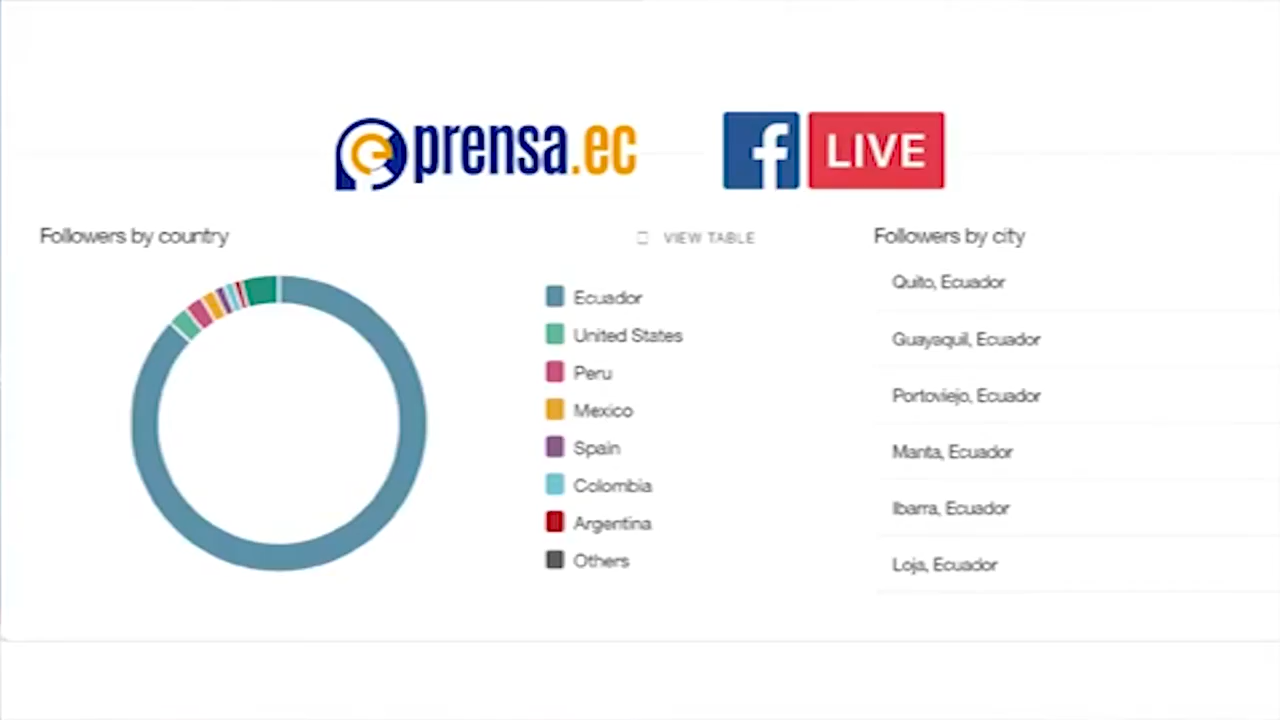 prensa.ec
f LIVE
Followers by country
VIEW TABLE
Ecuador
United States
Peru
Mexico
Spain
Colombia
Argentina
Others
Followers by city
Quito, Ecuador
Guayaquil, Ecuador
Portoviejo, Ecuador
Manta, Ecuador
Ibarra, Ecuador
Loja, Ecuador